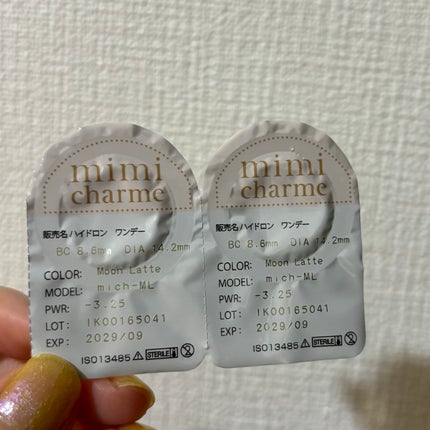 mimi
charme
販売名 ハイドロン ワンデー
BC 8.6mm DIA 14.2mm
COLOR: Moon Latte
MODEL: mich-ML
PWR: -3.25
LOT: IK00165041
EXP: 2029/09
ISO13485 STERILE
mimi
charme
販売名 ハイドロン ワンデー
BC 8.6mm DIA 14.2mm
COLOR: Moon Latte
MODEL: mich-ML
PWR: -3.25
LOT: IK00165041
EXP: 2029/09
ISO13485 STERILE